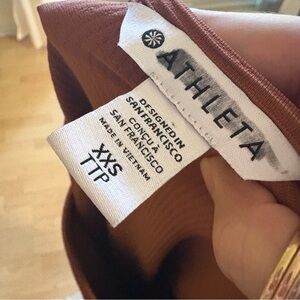 ATHLETA
DESIGNED IN
SAN FRANCISCO
CONÇU À
SAN FRANCISCO
MADE IN VIETNAM
XXS
TTP